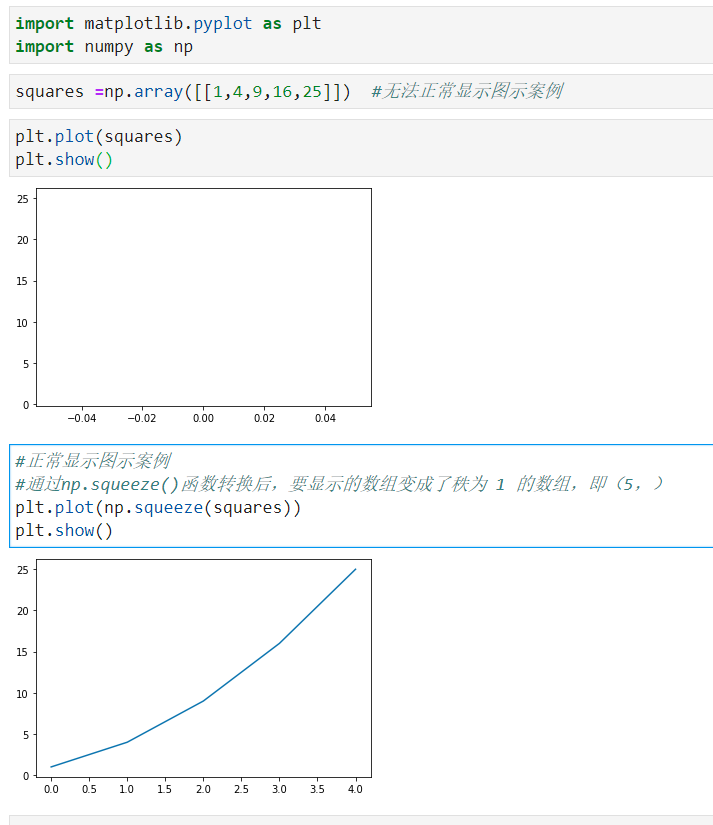 import matplotlib.pyplot as plt
import numpy as np
squares =np.array([[1,4,9,16,25]])  #无法正常显示图示案例
plt.plot(squares)
plt.show()
25
20
15
10
5
0
−0.04 −0.02 0.00 0.02 0.04
#正常显示图示案例
#通过np.squeeze()函数转换后，要显示的数组变成了秩为 1 的数组，即（5，）
plt.plot(np.squeeze(squares))
plt.show()
25
20
15
10
5
0
0.0 0.5 1.0 1.5 2.0 2.5 3.0 3.5 4.0